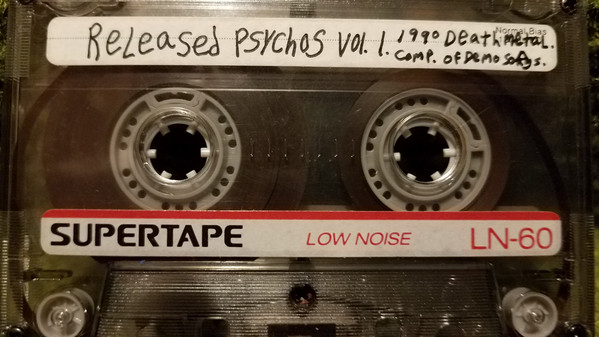 Released Psychos Vol. 1. 1990 Death Metal.
Comp. of Demo Songs.
Normal Bias
A
SUPERTAPE LOW NOISE LN-60